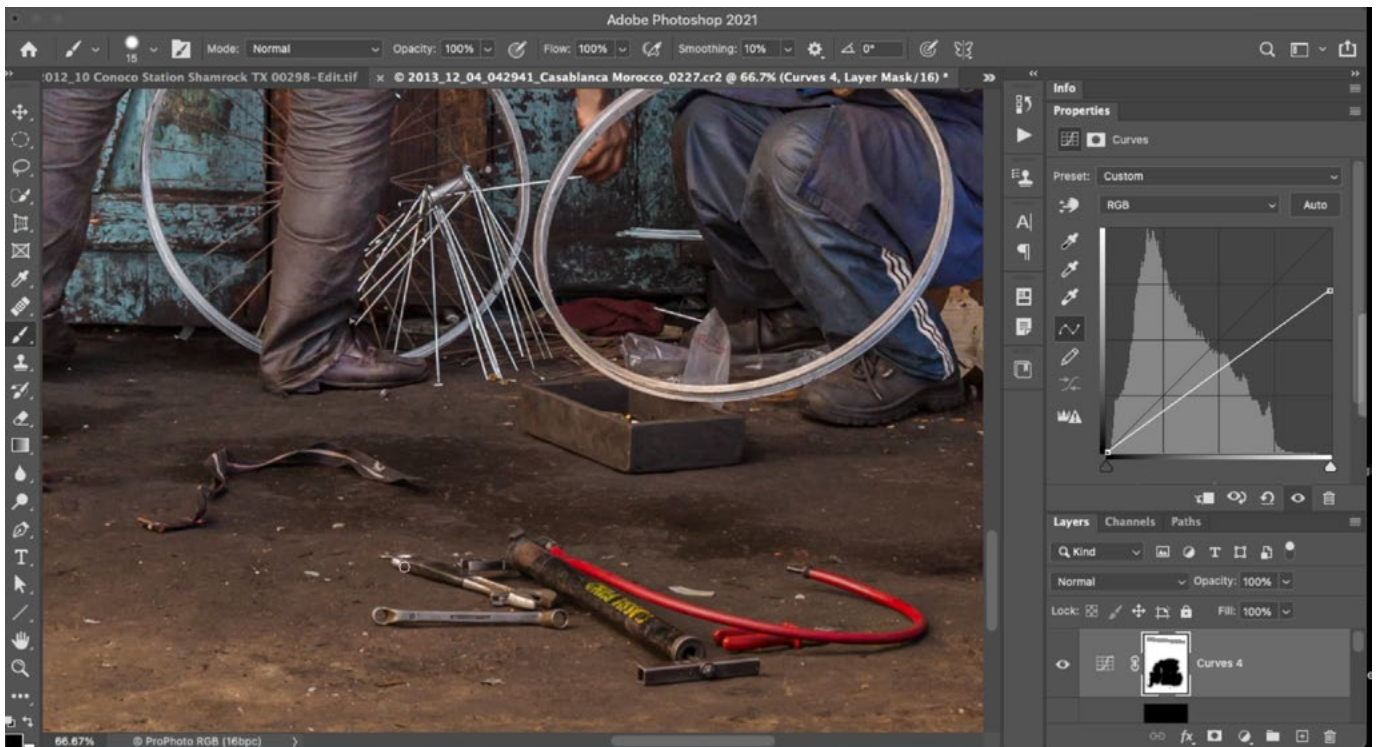 Adobe Photoshop 2021
15 Mode: Normal Opacity: 100% Flow: 100% Smoothing: 10% 0°
012_10 Conoco Station Shamrock TX 00298-Edit.tif × © 2013_12_04_042941_Casablanca Morocco_0227.cr2 @ 66.7% (Curves 4, Layer Mask/16) *
Info
Properties
Curves
Preset: Custom
RGB Auto
Layers Channels Paths
Kind
Normal Opacity: 100%
Lock: Fill: 100%
Curves 4
66.67% © ProPhoto RGB (16bpc)